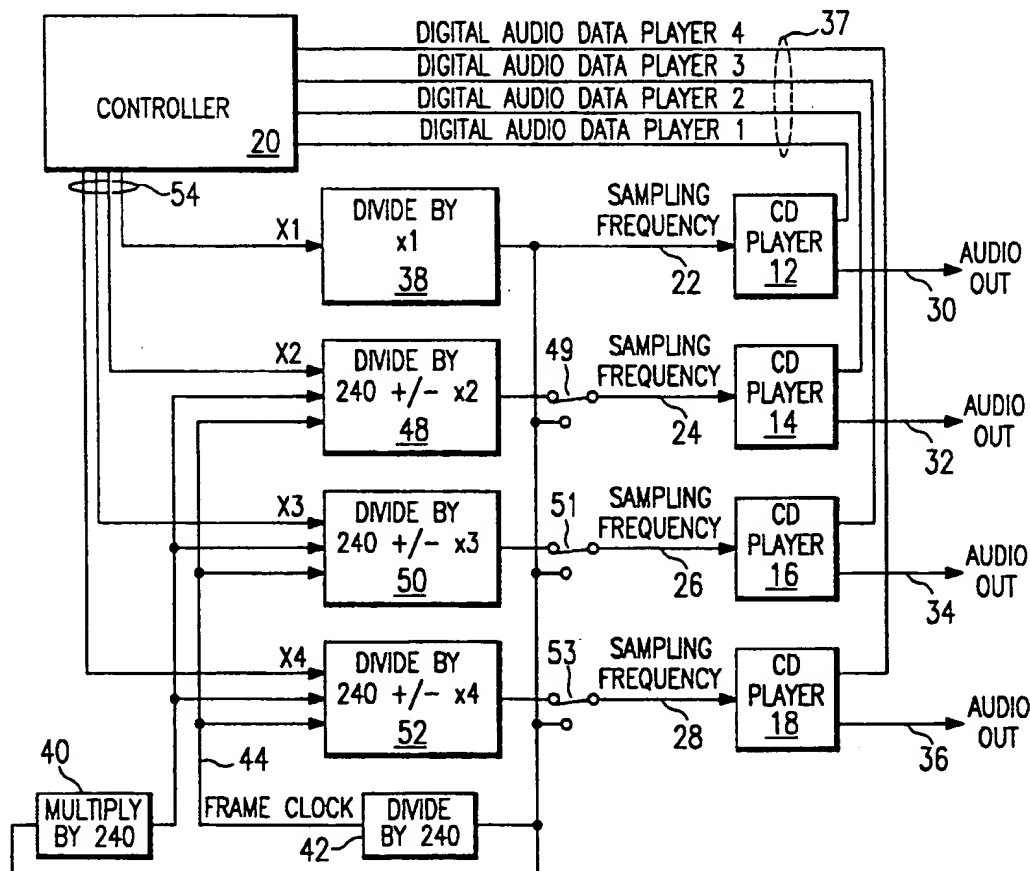 DIGITAL AUDIO DATA PLAYER 4
37
DIGITAL AUDIO DATA PLAYER 3
DIGITAL AUDIO DATA PLAYER 2
DIGITAL AUDIO DATA PLAYER 1
CONTROLLER
20
54
X1
DIVIDE BY
x1
38
SAMPLING
FREQUENCY
22
CD
PLAYER
12
AUDIO
OUT
30
X2
DIVIDE BY
240 +/- x2
48
49
SAMPLING
FREQUENCY
24
CD
PLAYER
14
AUDIO
OUT
32
X3
DIVIDE BY
240 +/- x3
50
51
SAMPLING
FREQUENCY
26
CD
PLAYER
16
AUDIO
OUT
34
X4
DIVIDE BY
240 +/- x4
52
53
SAMPLING
FREQUENCY
28
CD
PLAYER
18
AUDIO
OUT
36
40
MULTIPLY
BY 240
44
FRAME CLOCK
42
DIVIDE
BY 240